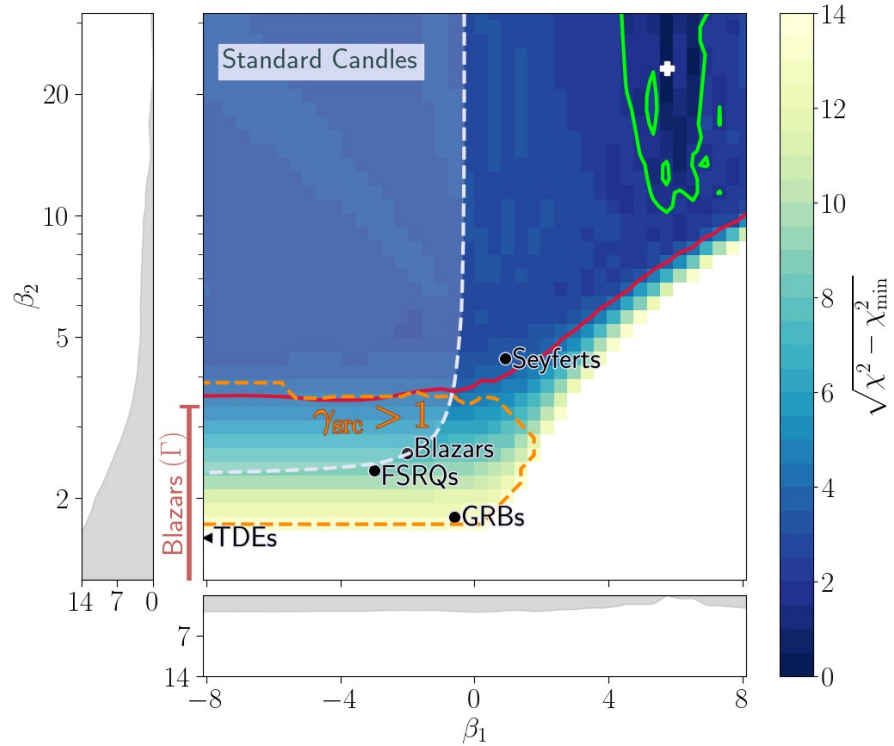 Standard Candles
20
10
5
2
β₂
Seyferts
γsrc > 1
Blazars
FSRQs
GRBs
TDEs
Blazars (Γ)
14 7 0
7
14
−8 −4 0 4 8
β₁
14
12
10
8
6
4
2
0
√χ² − χ²min